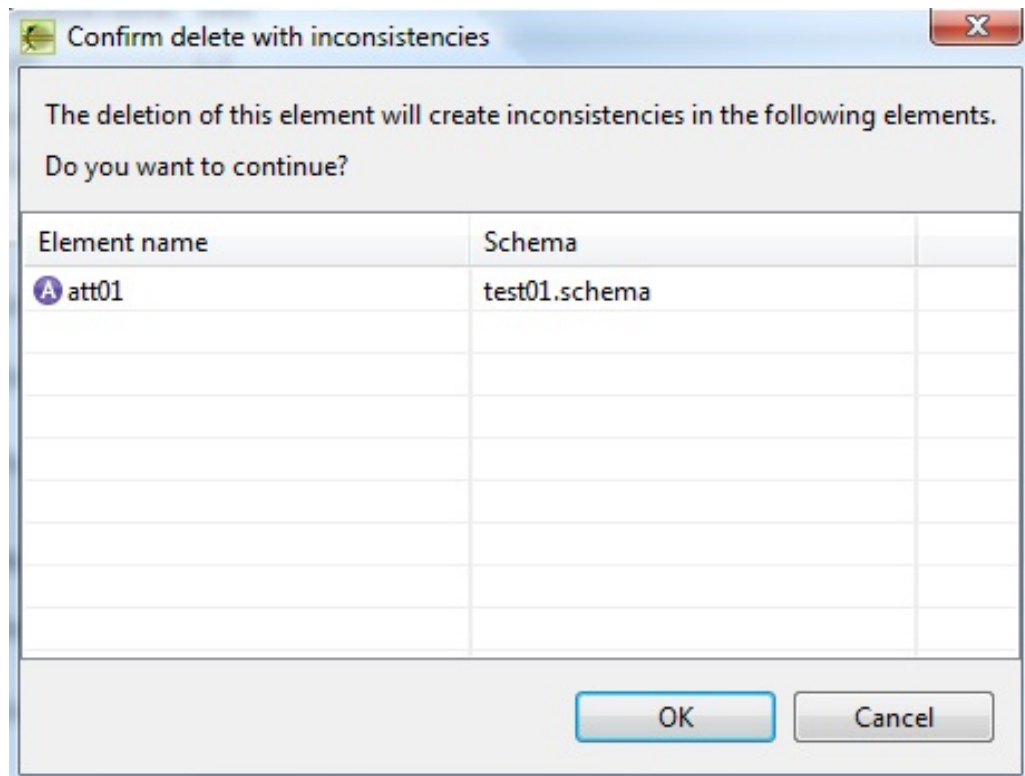 Confirm delete with inconsistencies
The deletion of this element will create inconsistencies in the following elements.
Do you want to continue?
Element name Schema
A att01 test01.schema
OK Cancel